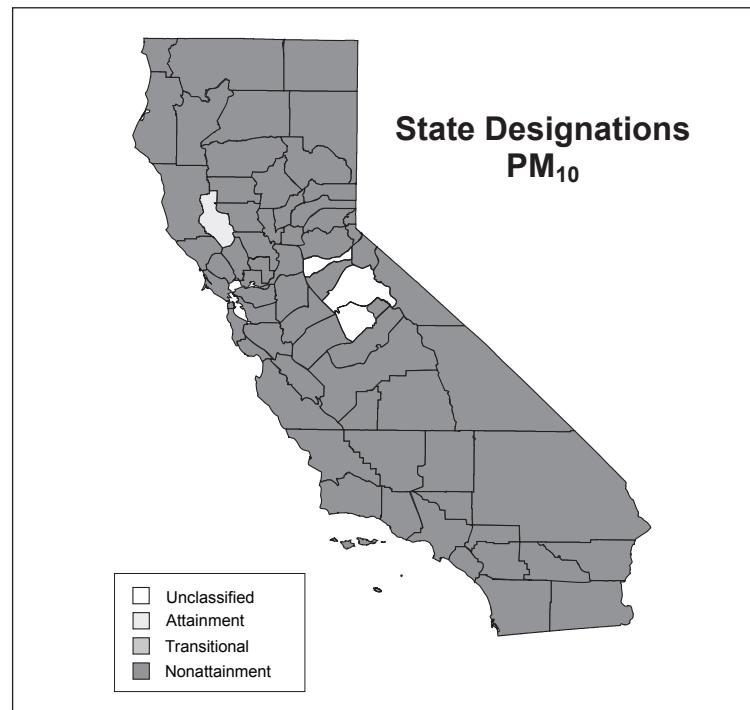 State Designations
PM₁₀
Unclassified
Attainment
Transitional
Nonattainment